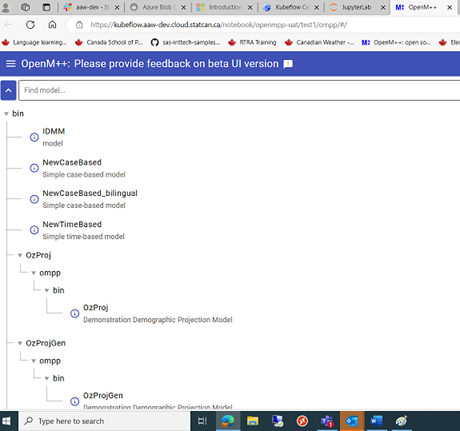 aaw-dev - S
Azure Blob S
Introduction
Kubeflow Ce
JupyterLab
OpenM++
https://kubeflow.aaw-dev.cloud.statcan.ca/notebook/openmpp-uat/test1/ompp/#/
Language learning...
Canada School of P...
sas-inttech-samples...
RTRA Training
Canadian Weather -...
OpenM++: open so...
OpenM++: Please provide feedback on beta UI version
Find model...
bin
IDMM
model
NewCaseBased
Simple case-based model
NewCaseBased_bilingual
Simple case-based model
NewTimeBased
Simple time-based model
OzProj
ompp
bin
OzProj
Demonstration Demographic Projection Model
OzProjGen
ompp
bin
OzProjGen
Demonstration Demographic Projection Model
Type here to search